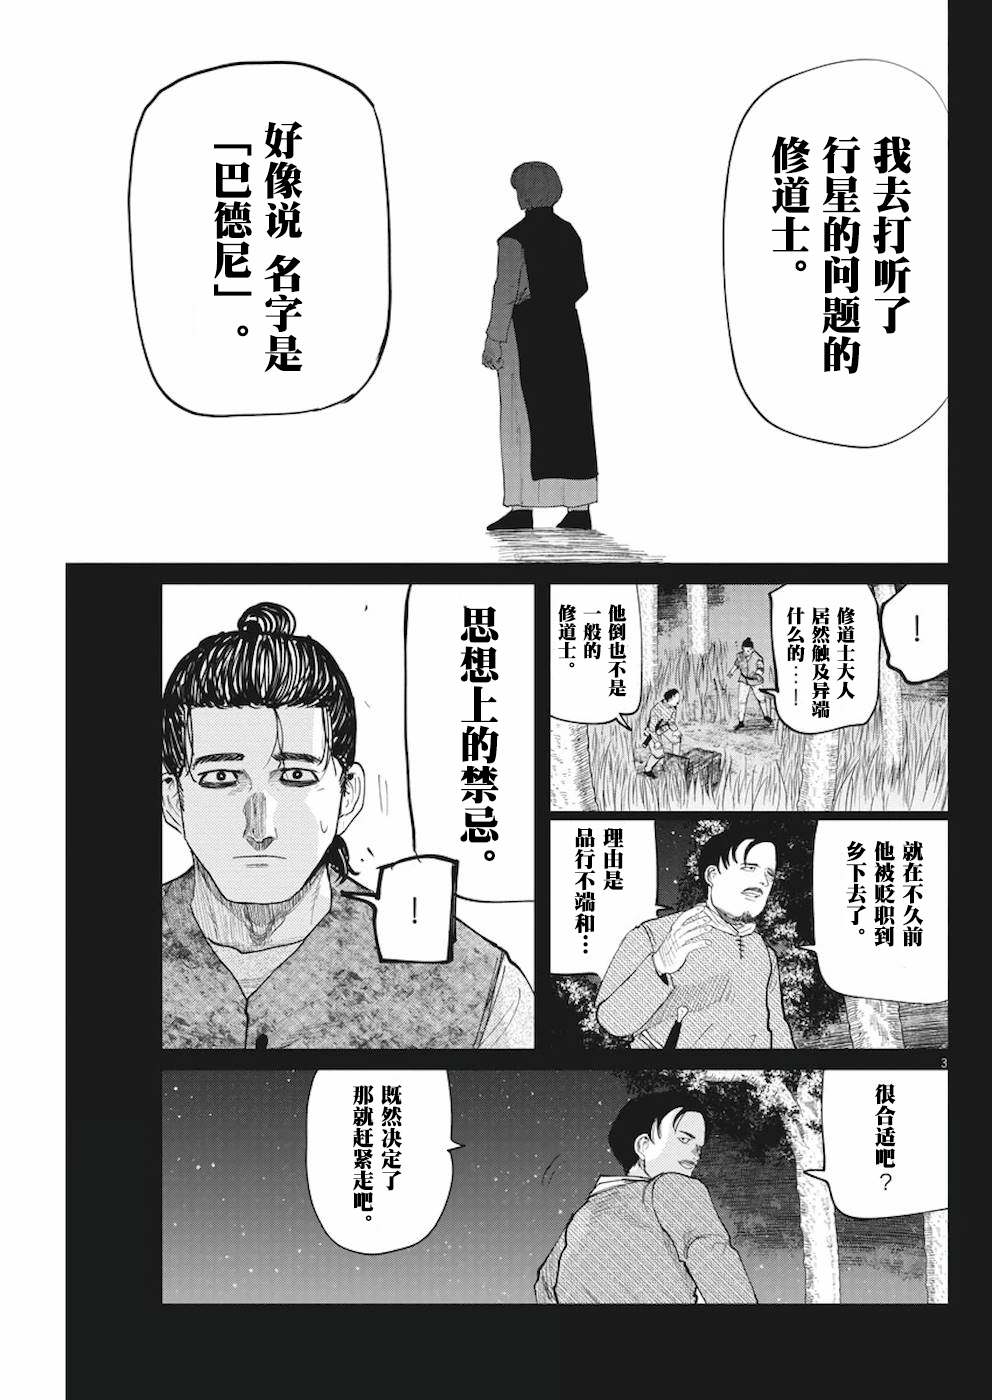 我去打听了
行星的问题的
修道士。
好像说 名字是
「巴德尼」。
！
修道士大人
居然触及异端
什么的…！
他倒也不是
一般的
修道士。
就在不久前
他被贬职到
乡下去了。
理由是
品行不端和…
思想上的禁忌。
！
3
很合适吧？
既然决定了
那就赶紧走吧。